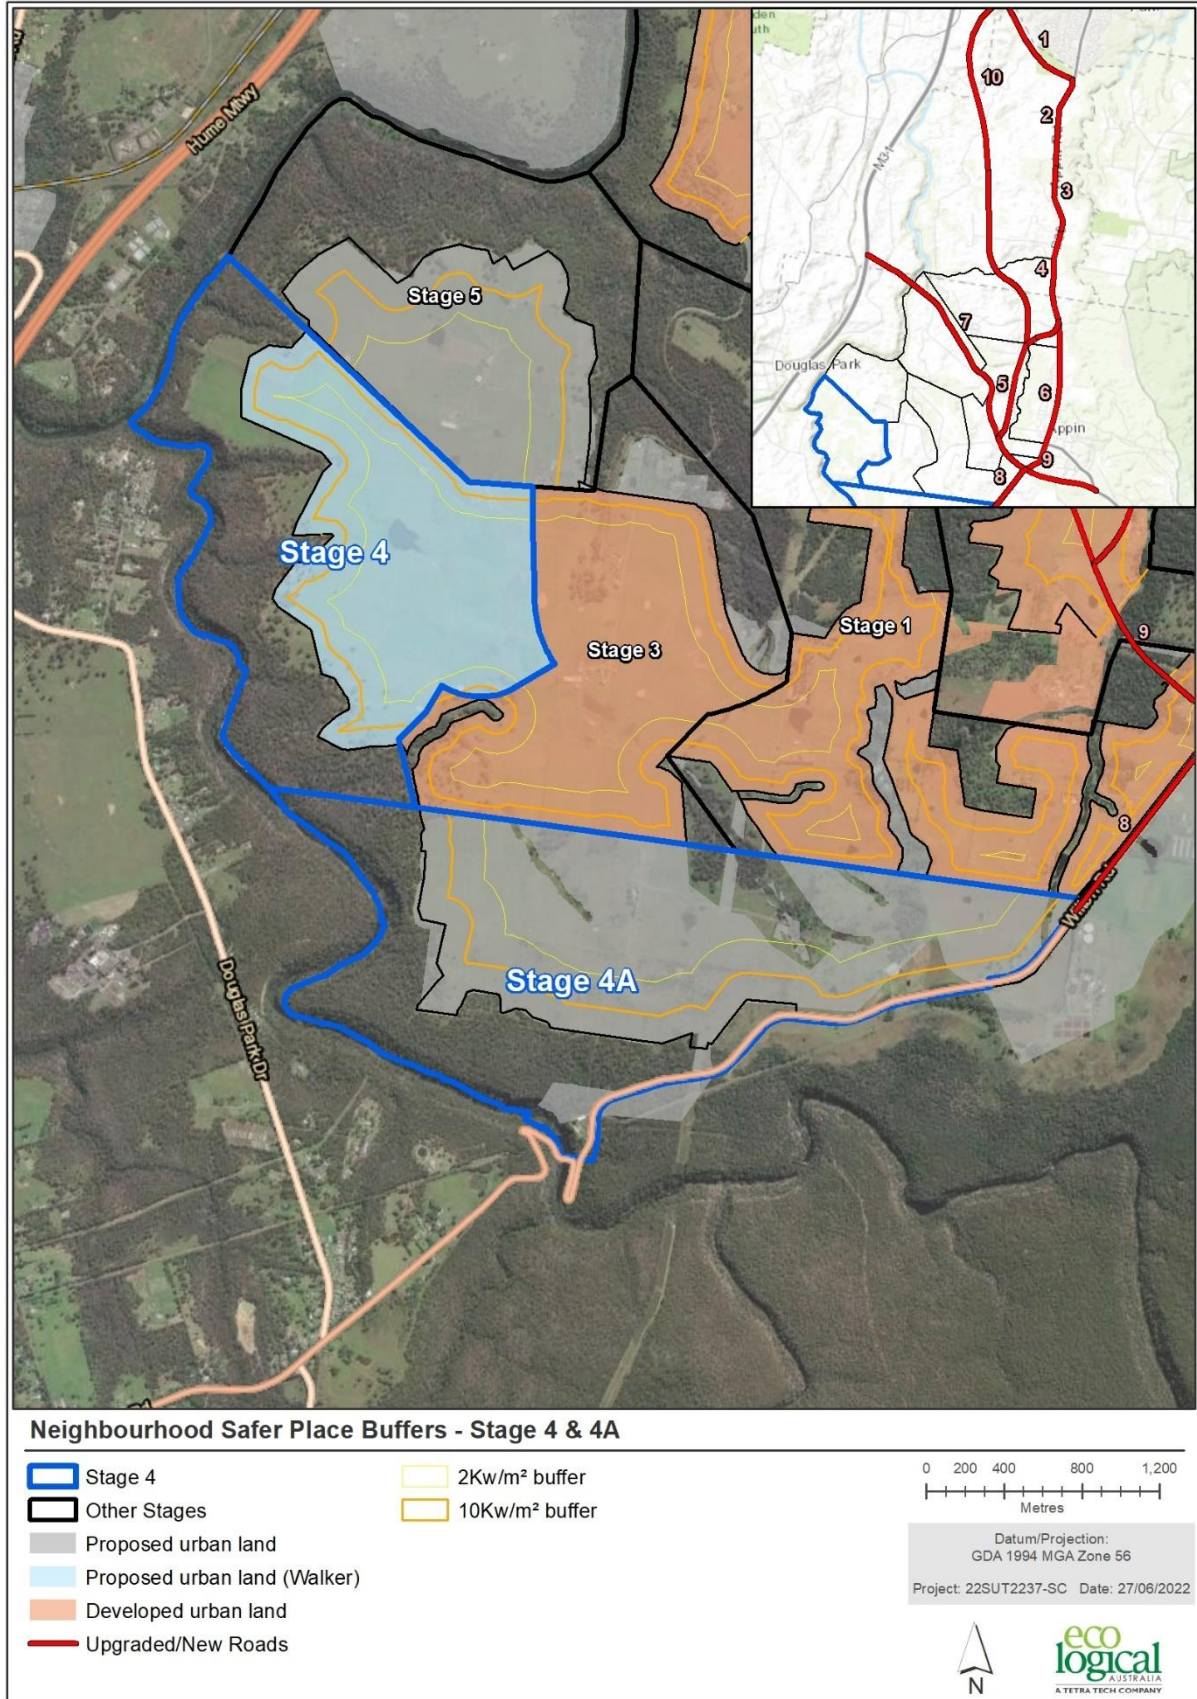 Hume Mtwy
Stage 5
Stage 4
Stage 3
Stage 1
Stage 4A
9
8
Douglas Park Dr
1
10
2
3
M31
4
7
Douglas Park
5
6
Appin
9
8
Neighbourhood Safer Place Buffers - Stage 4 & 4A
Stage 4
Other Stages
Proposed urban land
Proposed urban land (Walker)
Developed urban land
Upgraded/New Roads
2Kw/m² buffer
10Kw/m² buffer
0 200 400 800 1,200
Metres
Datum/Projection:
GDA 1994 MGA Zone 56
Project: 22SUT2237-SC Date: 27/06/2022
N
eco
logical
AUSTRALIA
A TETRA TECH COMPANY